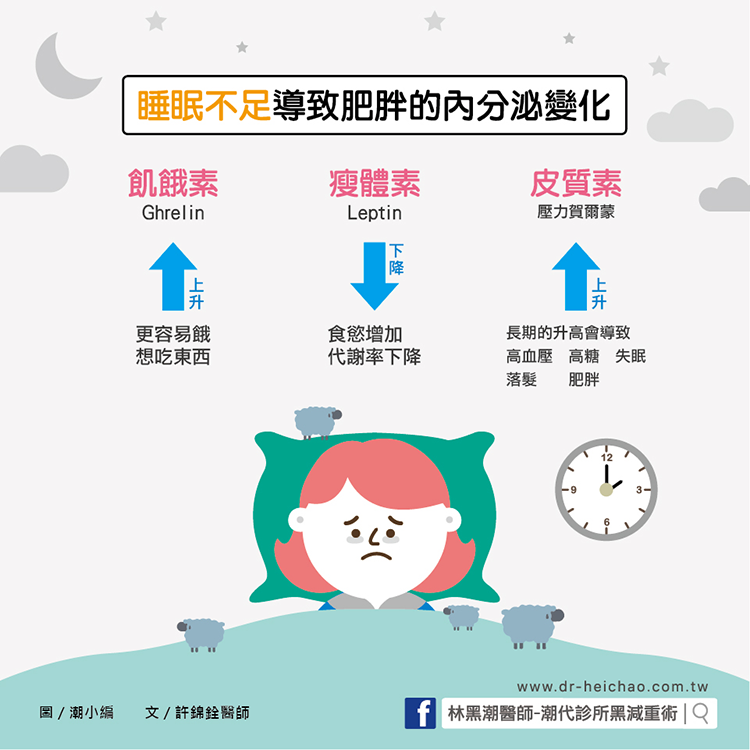 睡眠不足導致肥胖的內分泌變化
飢餓素
Ghrelin
上升
更容易餓
想吃東西
瘦體素
Leptin
下降
食慾增加
代謝率下降
皮質素
壓力賀爾蒙
上升
長期的升高會導致
高血壓 高糖 失眠
落髮 肥胖
12
3
6
9
www.dr-heichao.com.tw
圖/潮小編 文/許錦銓醫師
f 林黑潮醫師-潮代診所黑減重術